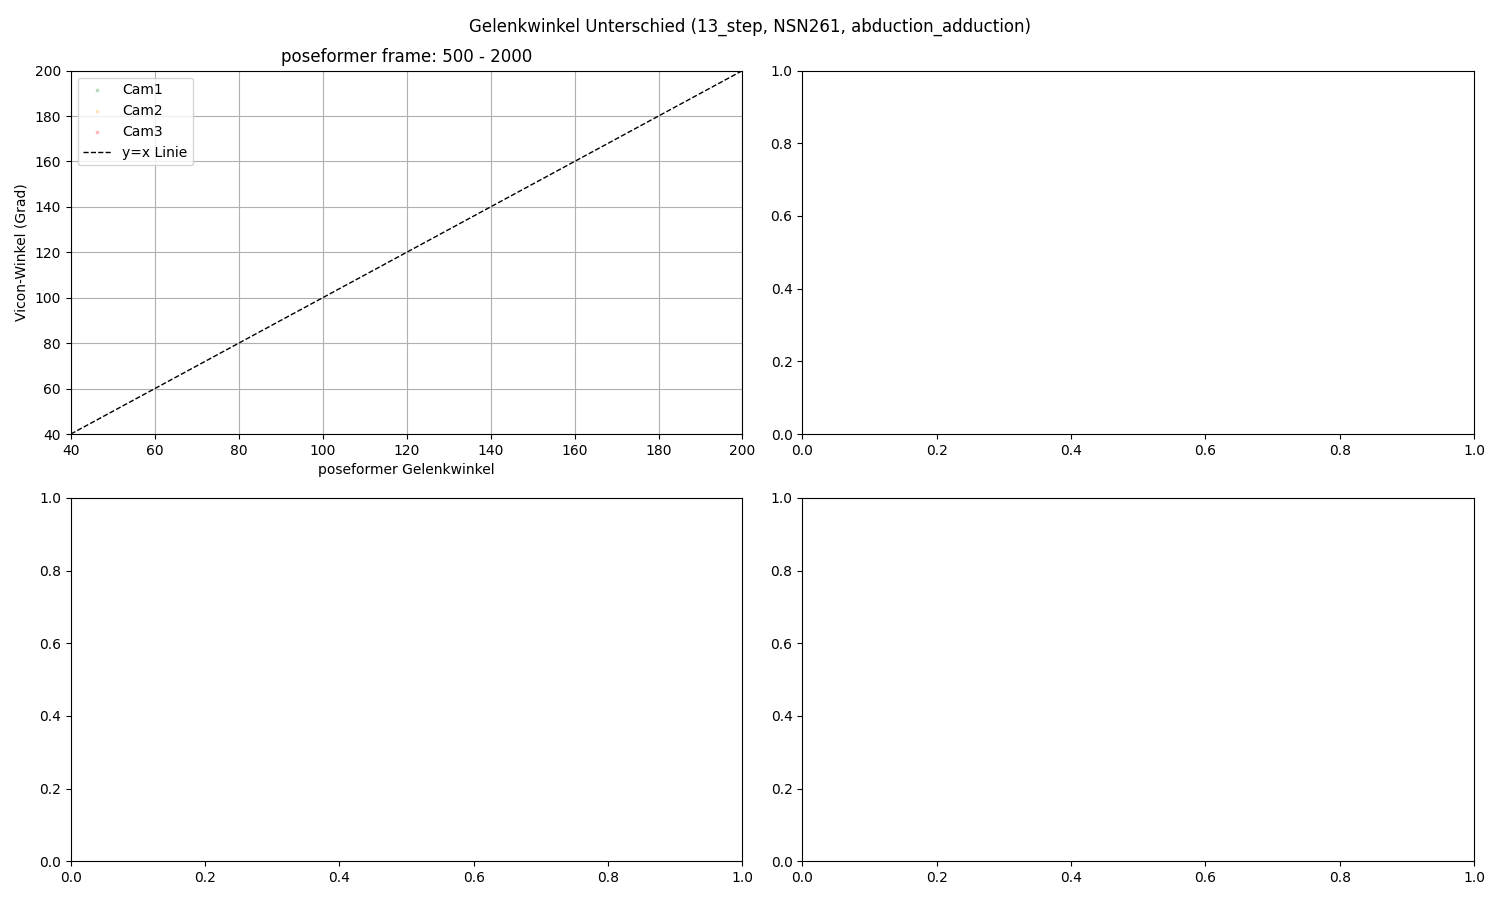 Gelenkwinkel Unterschied (13_step, NSN261, abduction_adduction)
poseformer frame: 500 - 2000
Cam1
Cam2
Cam3
y=x Linie
Vicon-Winkel (Grad)
200
180
160
140
120
100
80
60
40
40 60 80 100 120 140 160 180 200
poseformer Gelenkwinkel
1.0
0.8
0.6
0.4
0.2
0.0
0.0 0.2 0.4 0.6 0.8 1.0
1.0
0.8
0.6
0.4
0.2
0.0
0.0 0.2 0.4 0.6 0.8 1.0
1.0
0.8
0.6
0.4
0.2
0.0
0.0 0.2 0.4 0.6 0.8 1.0